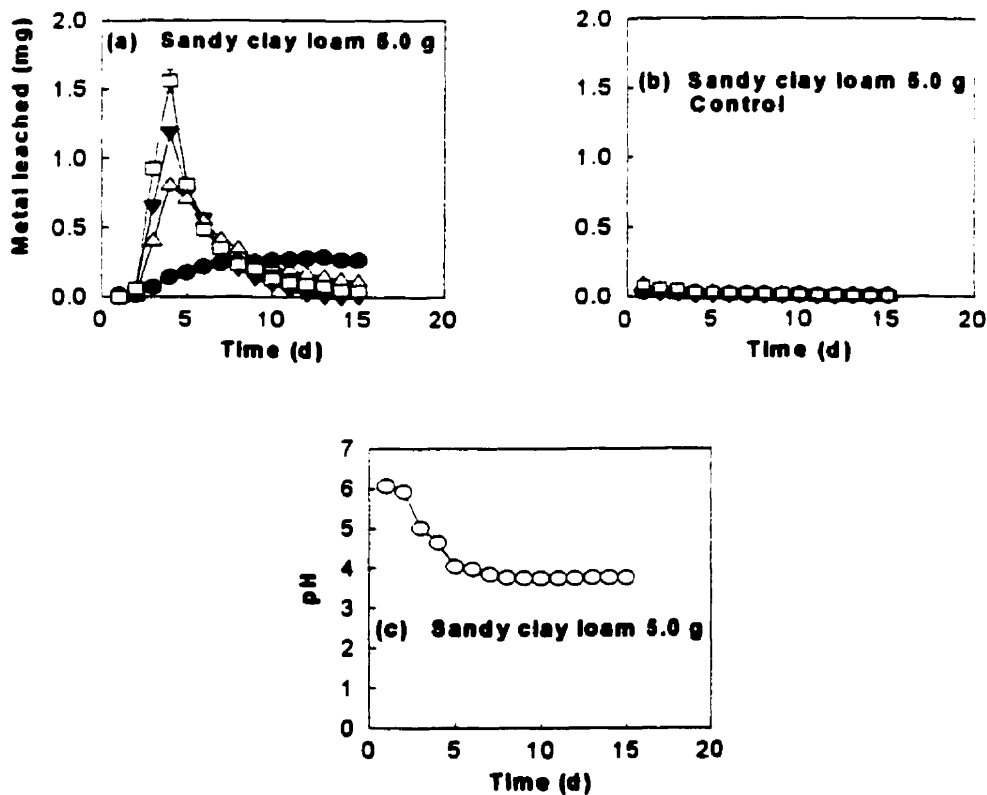 2.0
(a) Sandy clay loam 5.0 g
1.5
1.0
0.5
0.0
Metal leached (mg)
0 5 10 15 20
Time (d)
2.0
1.5
(b) Sandy clay loam 5.0 g
Control
1.0
0.5
0.0
0 5 10 15 20
Time (d)
7
6
5
4
3
2
1
0
pH
(c) Sandy clay loam 5.0 g
0 5 10 15 20
Time (d)